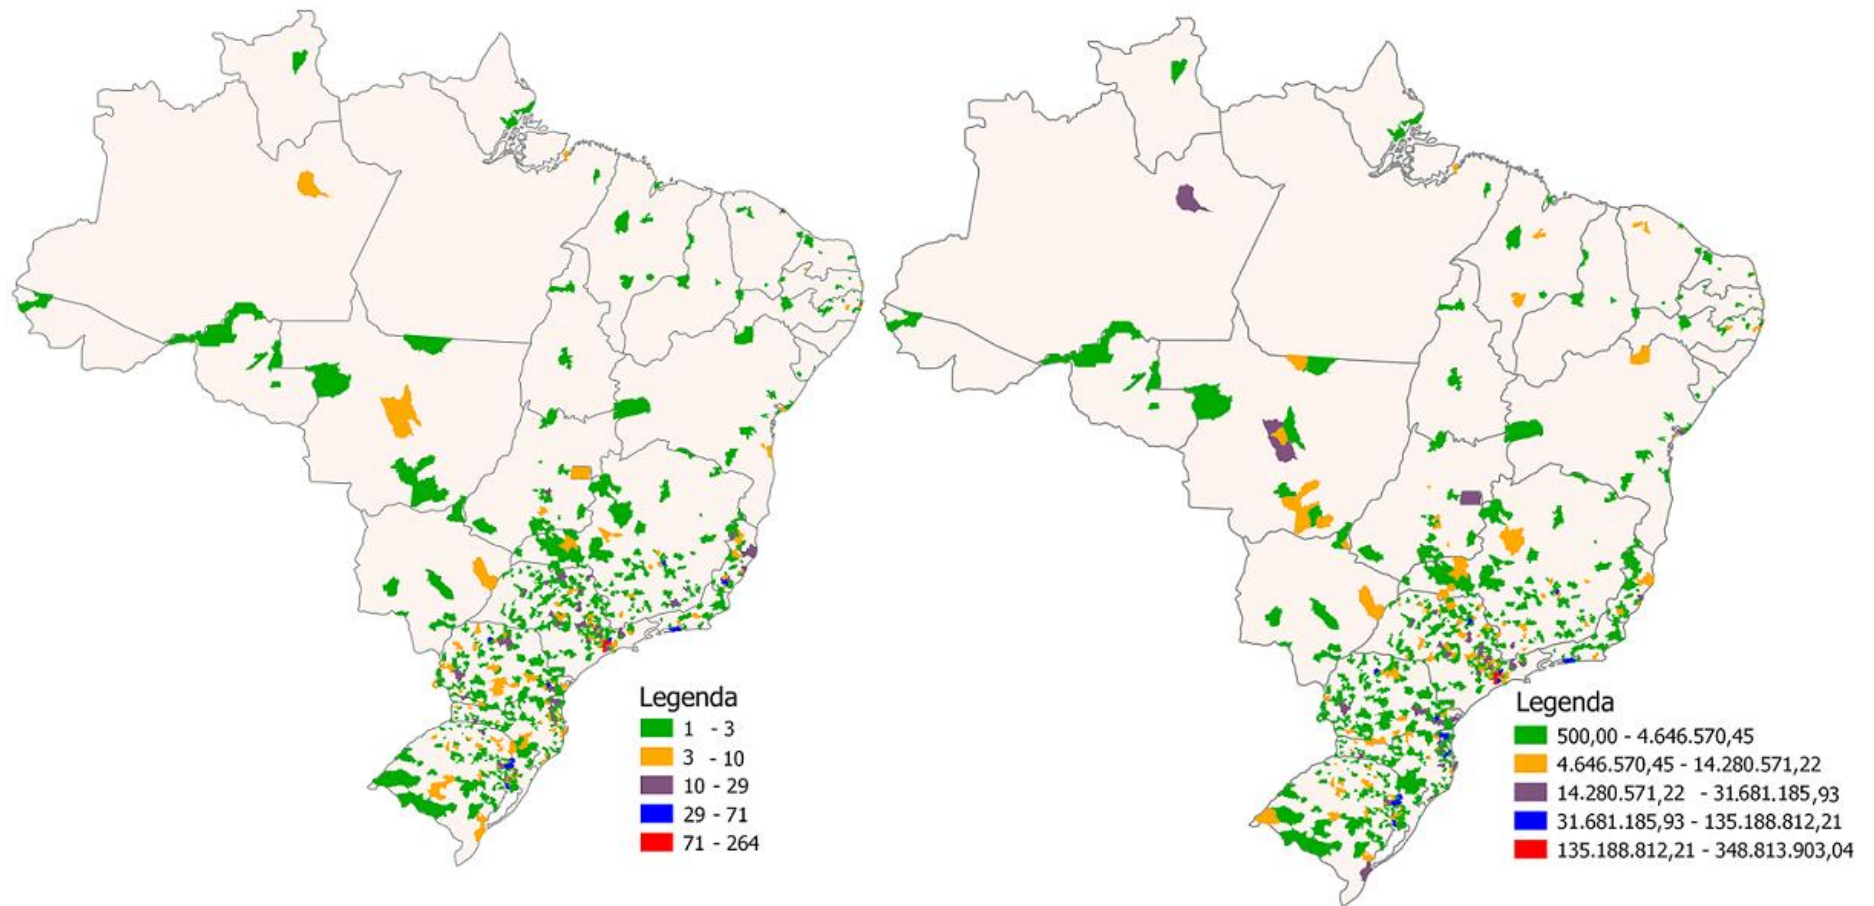 Legenda
1 - 3
3 - 10
10 - 29
29 - 71
71 - 264
Legenda
500,00 - 4.646.570,45
4.646.570,45 - 14.280.571,22
14.280.571,22 - 31.681.185,93
31.681.185,93 - 135.188.812,21
135.188.812,21 - 348.813.903,04